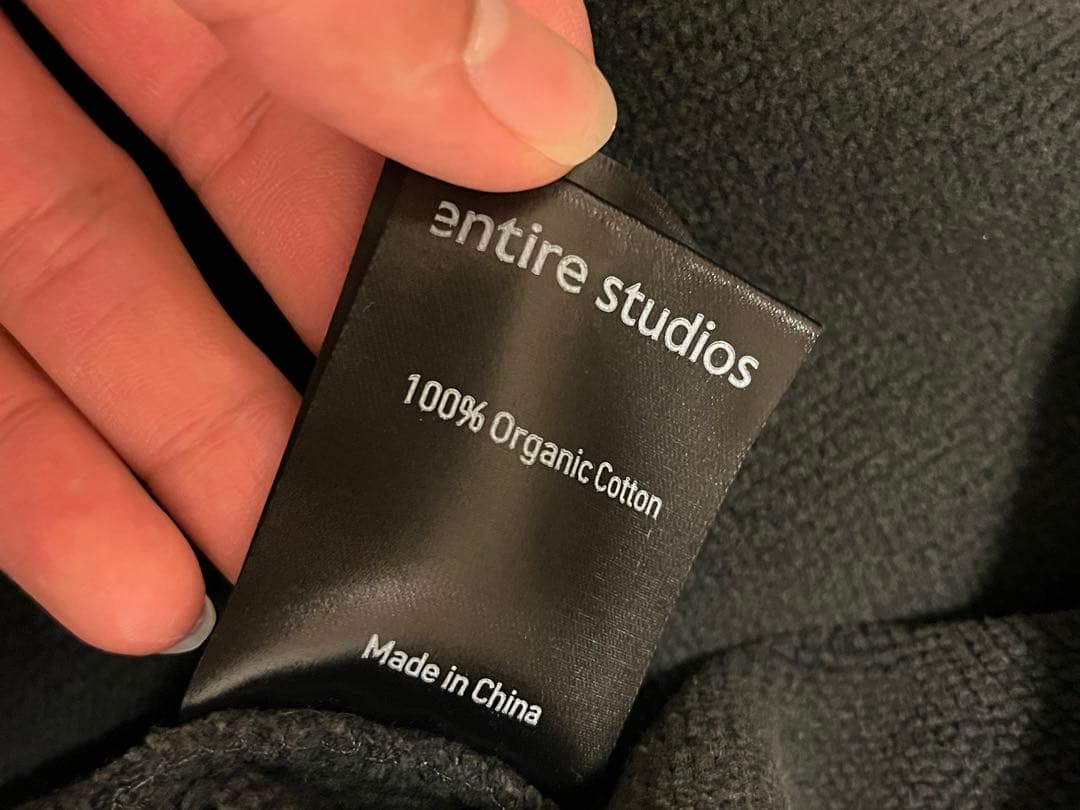 entire studios
100% Organic Cotton
Made in China